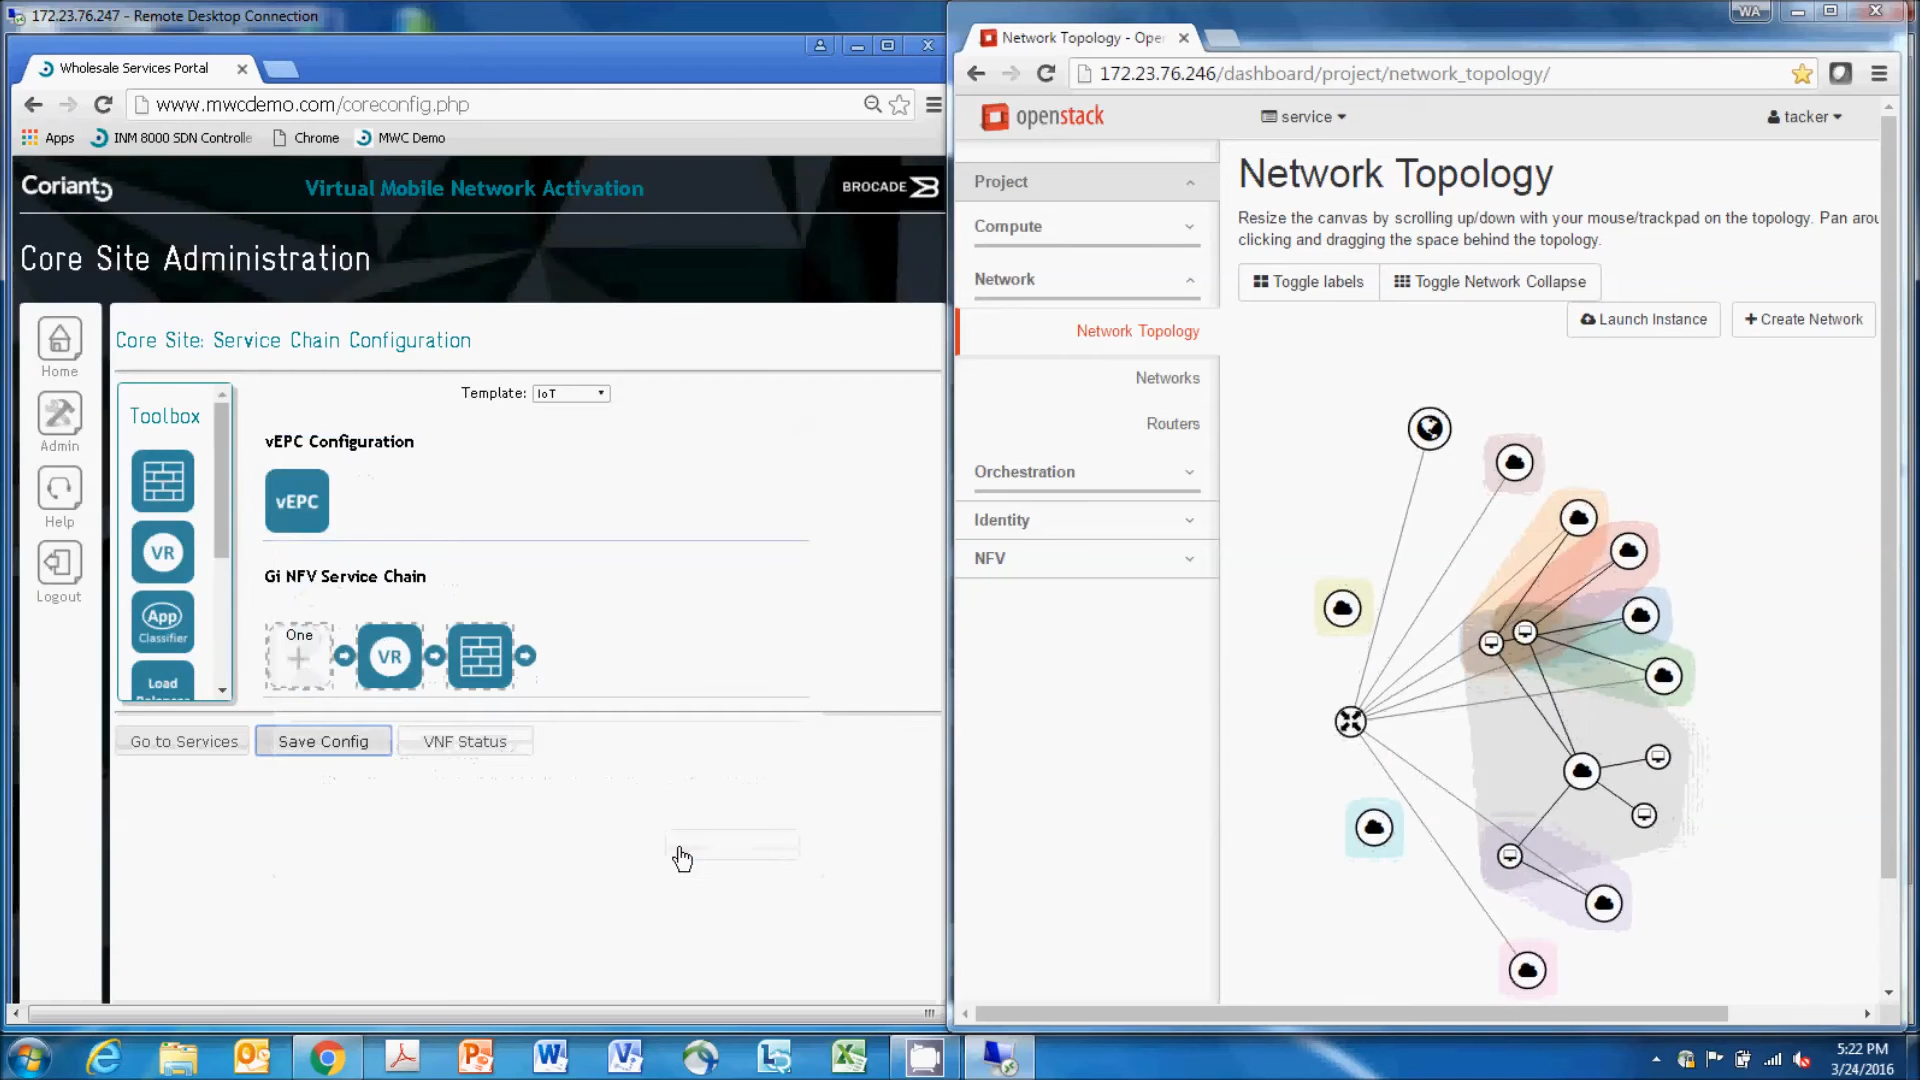 172.23.76.247 - Remote Desktop Connection
Wholesale Services Portal
www.mwcdemo.com/coreconfig.php
Apps
INM 8000 SDN Controlle
Chrome
MWC Demo
Coriant
Virtual Mobile Network Activation
BROCADE
Core Site Administration
Home
Admin
Help
Logout
Core Site: Service Chain Configuration
Toolbox
VR
App
Classifier
Load
Template: IoT
vEPC Configuration
vEPC
Gi NFV Service Chain
One
VR
Go to Services
Save Config
VNF Status
WA
Network Topology - Ope
172.23.76.246/dashboard/project/network_topology/
openstack
service
tacker
Project
Compute
Network
Network Topology
Networks
Routers
Orchestration
Identity
NFV
Network Topology
Resize the canvas by scrolling up/down with your mouse/trackpad on the topology. Pan arou
clicking and dragging the space behind the topology.
Toggle labels
Toggle Network Collapse
Launch Instance
+ Create Network
5:22 PM
3/24/2016